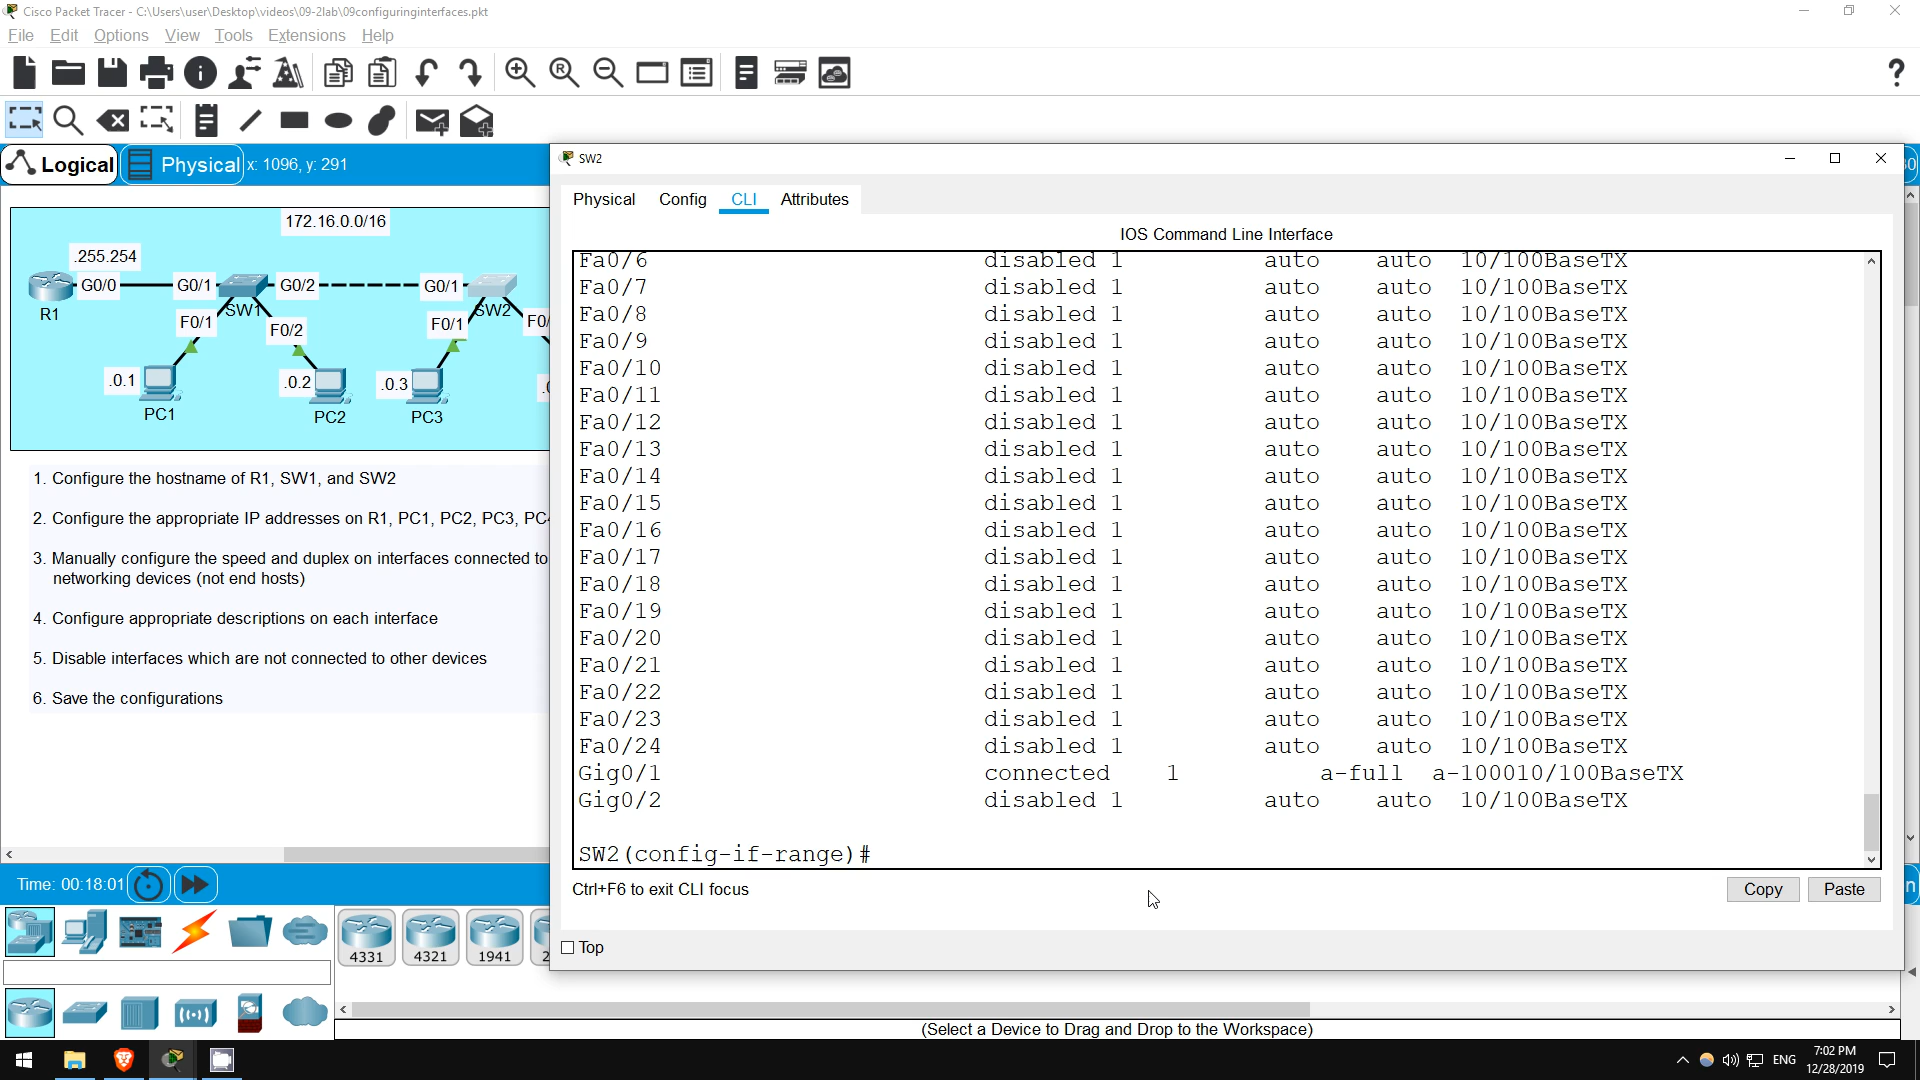 Cisco Packet Tracer - C:\Users\user\Desktop\videos\09-2lab\09configuringinterfaces.pkt
File Edit Options View Tools Extensions Help
Logical Physical x: 1096, y: 291
172.16.0.0/16
.255.254
G0/0 G0/1 G0/2 G0/1
R1 SW1 SW2
F0/1 F0/2 F0/1
.0.1 .0.2 .0.3
PC1 PC2 PC3
1. Configure the hostname of R1, SW1, and SW2
2. Configure the appropriate IP addresses on R1, PC1, PC2, PC3,
3. Manually configure the speed and duplex on interfaces connected to
networking devices (not end hosts)
4. Configure appropriate descriptions on each interface
5. Disable interfaces which are not connected to other devices
6. Save the configurations
SW2
Physical Config CLI Attributes
IOS Command Line Interface
Fa0/6 disabled 1 auto auto 10/100BaseTX
Fa0/7 disabled 1 auto auto 10/100BaseTX
Fa0/8 disabled 1 auto auto 10/100BaseTX
Fa0/9 disabled 1 auto auto 10/100BaseTX
Fa0/10 disabled 1 auto auto 10/100BaseTX
Fa0/11 disabled 1 auto auto 10/100BaseTX
Fa0/12 disabled 1 auto auto 10/100BaseTX
Fa0/13 disabled 1 auto auto 10/100BaseTX
Fa0/14 disabled 1 auto auto 10/100BaseTX
Fa0/15 disabled 1 auto auto 10/100BaseTX
Fa0/16 disabled 1 auto auto 10/100BaseTX
Fa0/17 disabled 1 auto auto 10/100BaseTX
Fa0/18 disabled 1 auto auto 10/100BaseTX
Fa0/19 disabled 1 auto auto 10/100BaseTX
Fa0/20 disabled 1 auto auto 10/100BaseTX
Fa0/21 disabled 1 auto auto 10/100BaseTX
Fa0/22 disabled 1 auto auto 10/100BaseTX
Fa0/23 disabled 1 auto auto 10/100BaseTX
Fa0/24 disabled 1 auto auto 10/100BaseTX
Gig0/1 connected 1 a-full a-100010/100BaseTX
Gig0/2 disabled 1 auto auto 10/100BaseTX
SW2(config-if-range)#
Ctrl+F6 to exit CLI focus
Copy Paste
Top
Time: 00:18:01
4331 4321 1941
(Select a Device to Drag and Drop to the Workspace)
ENG
7:02 PM
12/28/2019